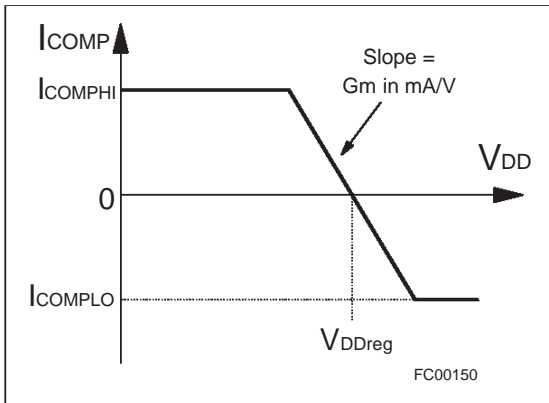 ICOMP
Slope =
Gm in mA/V
ICOMPHI
VDD
0
ICOMPLO
VDDreg
FC00150